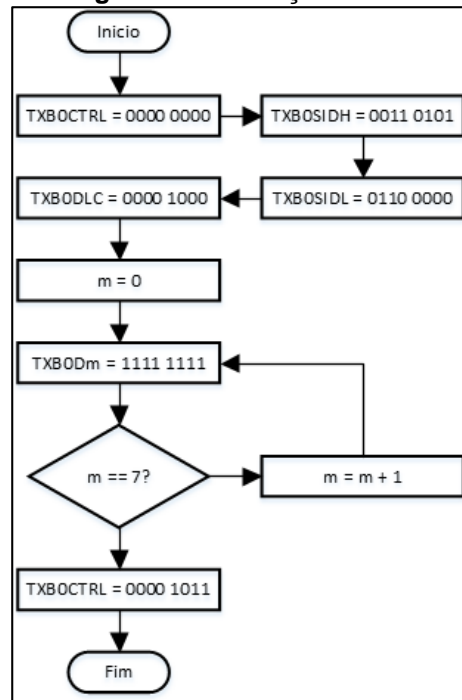 Inicio
TXB0CTRL = 0000 0000
TXB0SIDH = 0011 0101
TXB0DLC = 0000 1000
TXB0SIDL = 0110 0000
m = 0
TXB0Dm = 1111 1111
m == 7?
m = m + 1
TXB0CTRL = 0000 1011
Fim